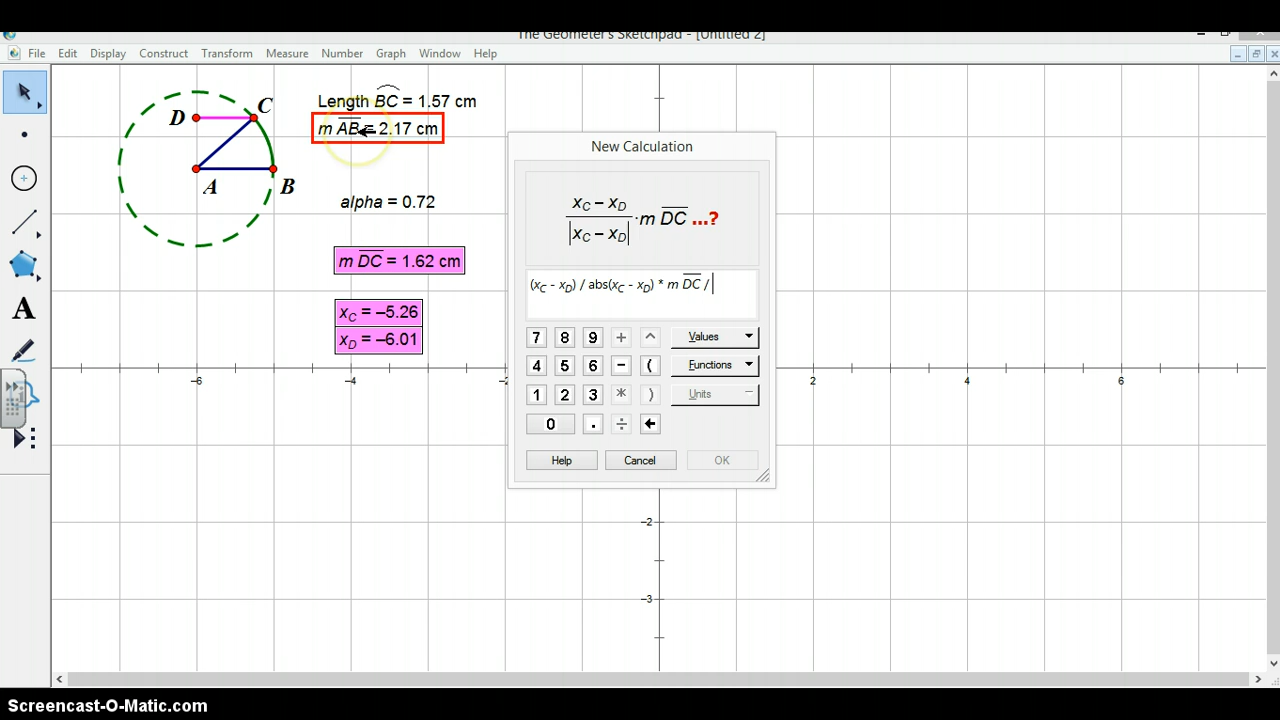 The Geometer's Sketchpad - [Untitled 2]
File Edit Display Construct Transform Measure Number Graph Window Help
D C
A B
Length BC = 1.57 cm
m AB = 2.17 cm
alpha = 0.72
m DC = 1.62 cm
xC = –5.26
xD = –6.01
A
–6 –4 –2 2 4 6
–2
–3
New Calculation
xC – xD
|xC – xD| · m DC ...?
(xC - xD) / abs(xC - xD) * m DC /
7 8 9 + ^ Values
4 5 6 – ( Functions
1 2 3 * ) Units
0 . ÷
Help Cancel OK
Screencast-O-Matic.com